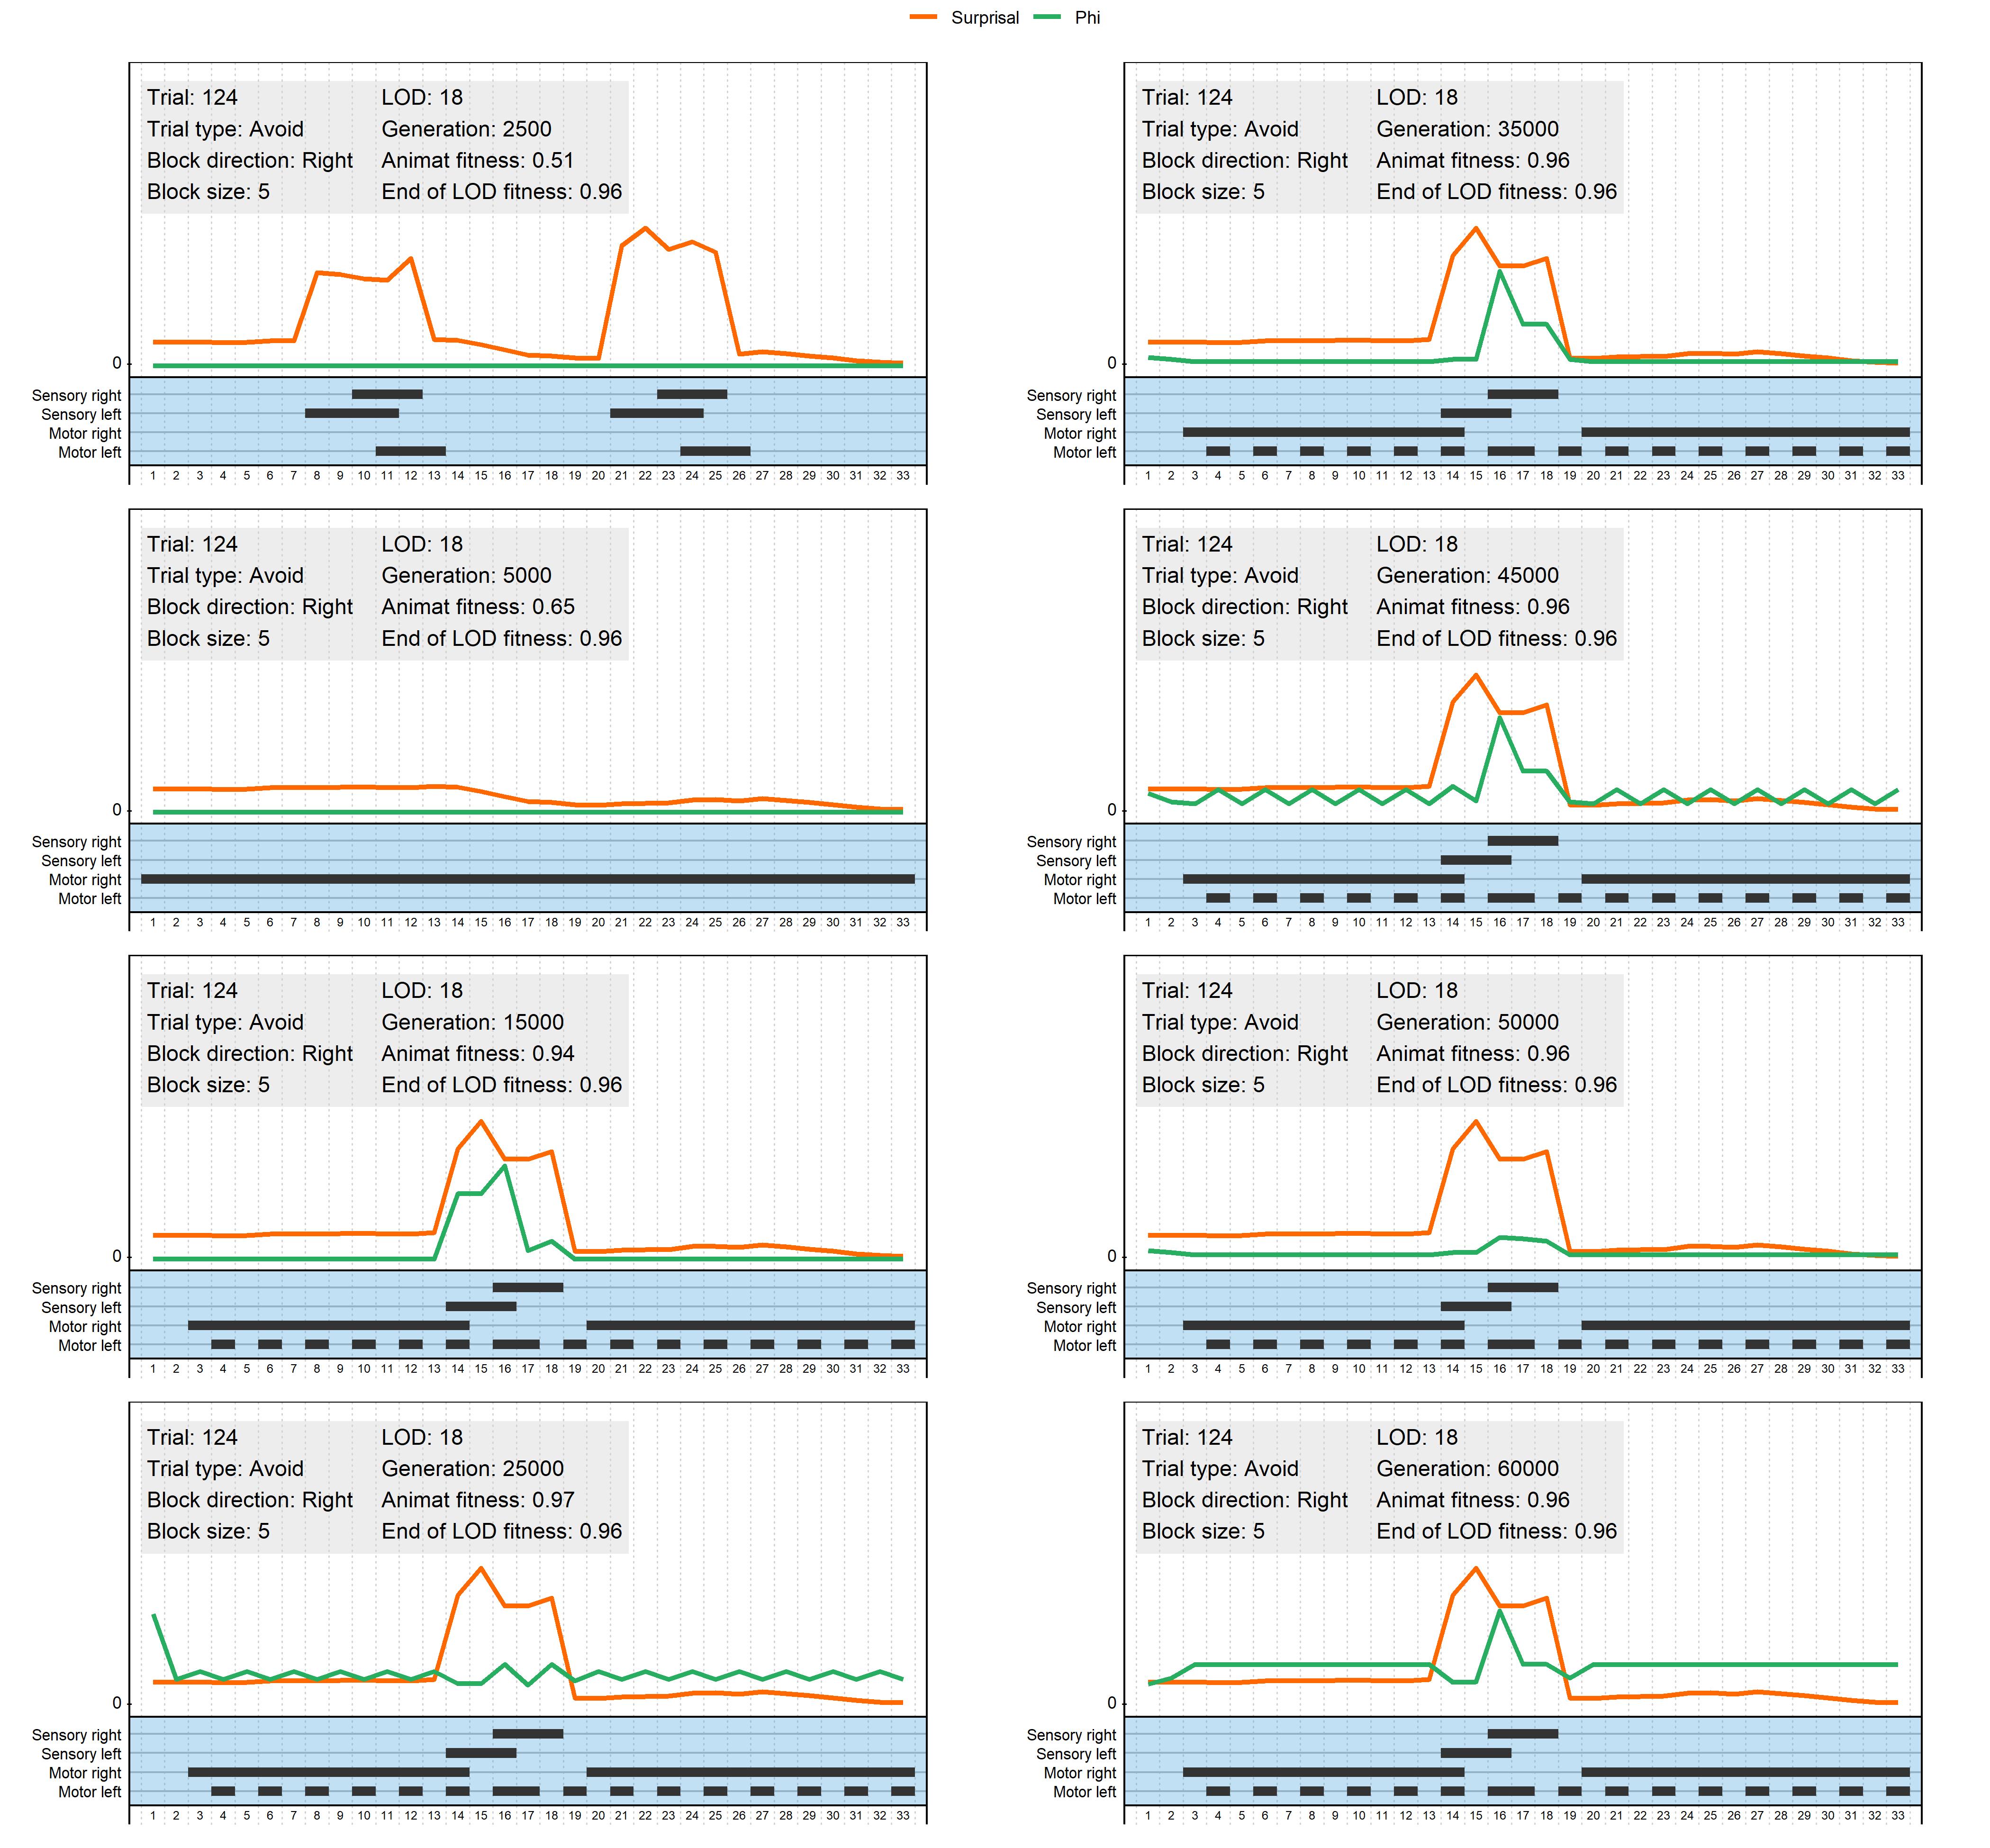 Surprisal Phi
Trial: 124 LOD: 18
Trial type: Avoid Generation: 2500
Block direction: Right Animat fitness: 0.51
Block size: 5 End of LOD fitness: 0.96
0
Sensory right
Sensory left
Motor right
Motor left
1 2 3 4 5 6 7 8 9 10 11 12 13 14 15 16 17 18 19 20 21 22 23 24 25 26 27 28 29 30 31 32 33
Trial: 124 LOD: 18
Trial type: Avoid Generation: 35000
Block direction: Right Animat fitness: 0.96
Block size: 5 End of LOD fitness: 0.96
0
1 2 3 4 5 6 7 8 9 10 11 12 13 14 15 16 17 18 19 20 21 22 23 24 25 26 27 28 29 30 31 32 33
Trial: 124 LOD: 18
Trial type: Avoid Generation: 5000
Block direction: Right Animat fitness: 0.65
Block size: 5 End of LOD fitness: 0.96
0
Sensory right
Sensory left
Motor right
Motor left
1 2 3 4 5 6 7 8 9 10 11 12 13 14 15 16 17 18 19 20 21 22 23 24 25 26 27 28 29 30 31 32 33
Trial: 124 LOD: 18
Trial type: Avoid Generation: 45000
Block direction: Right Animat fitness: 0.96
Block size: 5 End of LOD fitness: 0.96
0
Sensory right
Sensory left
Motor right
Motor left
1 2 3 4 5 6 7 8 9 10 11 12 13 14 15 16 17 18 19 20 21 22 23 24 25 26 27 28 29 30 31 32 33
Trial: 124 LOD: 18
Trial type: Avoid Generation: 15000
Block direction: Right Animat fitness: 0.94
Block size: 5 End of LOD fitness: 0.96
0
Sensory right
Sensory left
Motor right
Motor left
1 2 3 4 5 6 7 8 9 10 11 12 13 14 15 16 17 18 19 20 21 22 23 24 25 26 27 28 29 30 31 32 33
Trial: 124 LOD: 18
Trial type: Avoid Generation: 50000
Block direction: Right Animat fitness: 0.96
Block size: 5 End of LOD fitness: 0.96
0
Sensory right
Sensory left
Motor right
Motor left
1 2 3 4 5 6 7 8 9 10 11 12 13 14 15 16 17 18 19 20 21 22 23 24 25 26 27 28 29 30 31 32 33
Trial: 124 LOD: 18
Trial type: Avoid Generation: 25000
Block direction: Right Animat fitness: 0.97
Block size: 5 End of LOD fitness: 0.96
0
Sensory right
Sensory left
Motor right
Motor left
1 2 3 4 5 6 7 8 9 10 11 12 13 14 15 16 17 18 19 20 21 22 23 24 25 26 27 28 29 30 31 32 33
Trial: 124 LOD: 18
Trial type: Avoid Generation: 60000
Block direction: Right Animat fitness: 0.96
Block size: 5 End of LOD fitness: 0.96
0
Sensory right
Sensory left
Motor right
Motor left
1 2 3 4 5 6 7 8 9 10 11 12 13 14 15 16 17 18 19 20 21 22 23 24 25 26 27 28 29 30 31 32 33